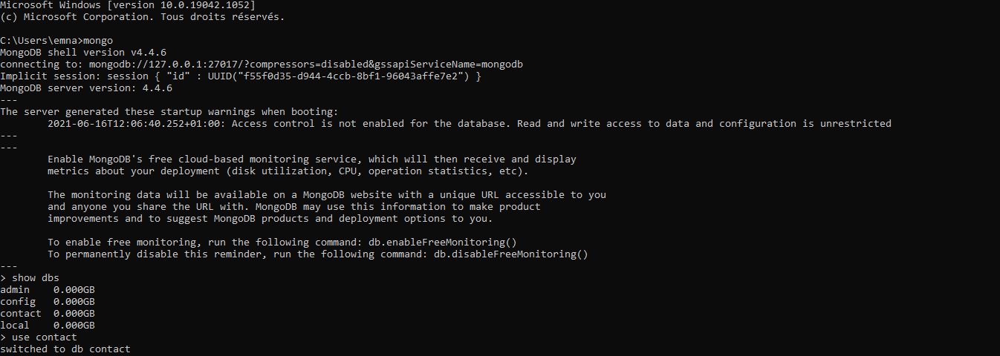 Microsoft Windows [version 10.0.19042.1052]
(c) Microsoft Corporation. Tous droits réservés.
C:\Users\emna>mongo
MongoDB shell version v4.4.6
connecting to: mongodb://127.0.0.1:27017/?compressors=disabled&gssapiServiceName=mongodb
Implicit session: session { "id" : UUID("f55f0d35-d944-4ccb-8bf1-96043affe7e2") }
MongoDB server version: 4.4.6
---
The server generated these startup warnings when booting:
        2021-06-16T12:06:40.252+01:00: Access control is not enabled for the database. Read and write access to data and configuration is unrestricted
---
---
        Enable MongoDB's free cloud-based monitoring service, which will then receive and display
        metrics about your deployment (disk utilization, CPU, operation statistics, etc).
        The monitoring data will be available on a MongoDB website with a unique URL accessible to you
        and anyone you share the URL with. MongoDB may use this information to make product
        improvements and to suggest MongoDB products and deployment options to you.
        To enable free monitoring, run the following command: db.enableFreeMonitoring()
        To permanently disable this reminder, run the following command: db.disableFreeMonitoring()
---
> show dbs
admin    0.000GB
config   0.000GB
contact  0.000GB
local    0.000GB
> use contact
switched to db contact